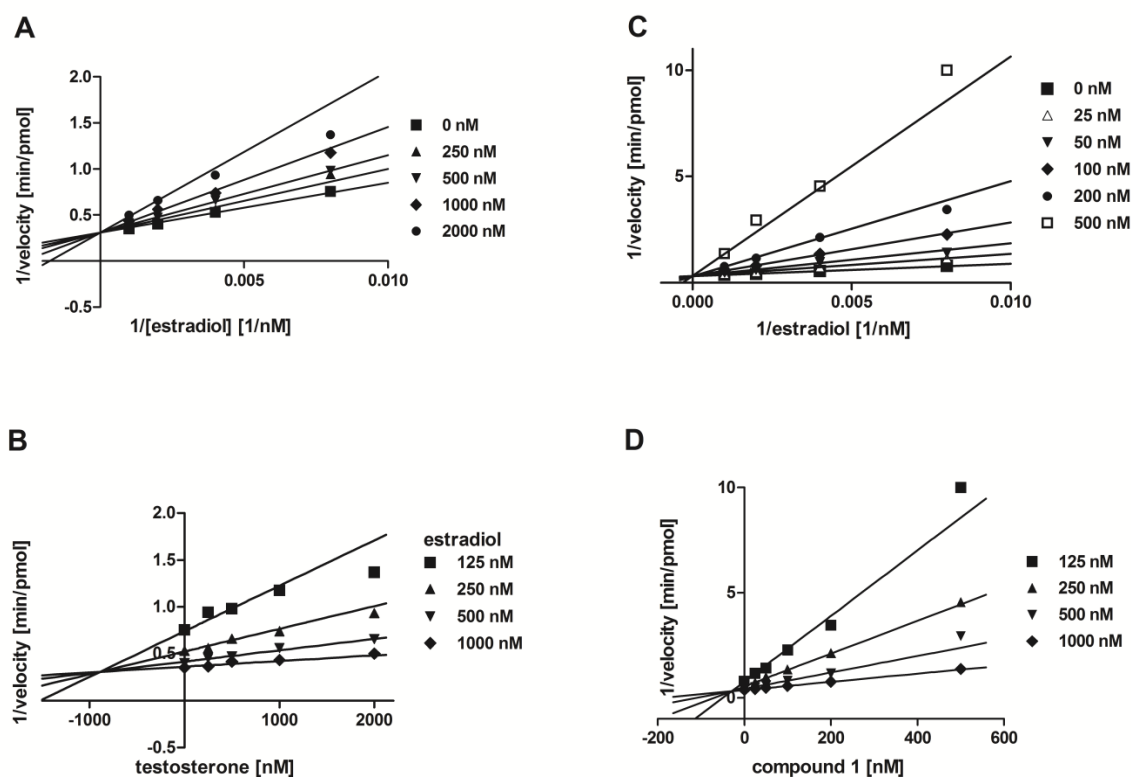 A
1/velocity [min/pmol]
2.0
1.5
1.0
0.5
-0.5
0.005
0.010
1/[estradiol] [1/nM]
0 nM
250 nM
500 nM
1000 nM
2000 nM
C
1/velocity [min/pmol]
10
5
0.000
0.005
0.010
1/estradiol [1/nM]
0 nM
25 nM
50 nM
100 nM
200 nM
500 nM
B
1/velocity [min/pmol]
2.0
1.5
1.0
0.5
-0.5
-1000
1000
2000
testosterone [nM]
estradiol
125 nM
250 nM
500 nM
1000 nM
D
1/velocity [min/pmol]
10
5
0
-200
0
200
400
600
compound 1 [nM]
125 nM
250 nM
500 nM
1000 nM